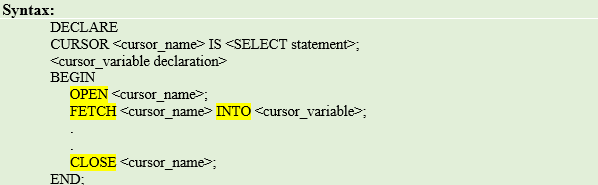 Syntax:
DECLARE
CURSOR <cursor_name> IS <SELECT statement>;
<cursor_variable declaration>
BEGIN
OPEN <cursor_name>;
FETCH <cursor_name> INTO <cursor_variable>;
.
.
CLOSE <cursor_name>;
END;